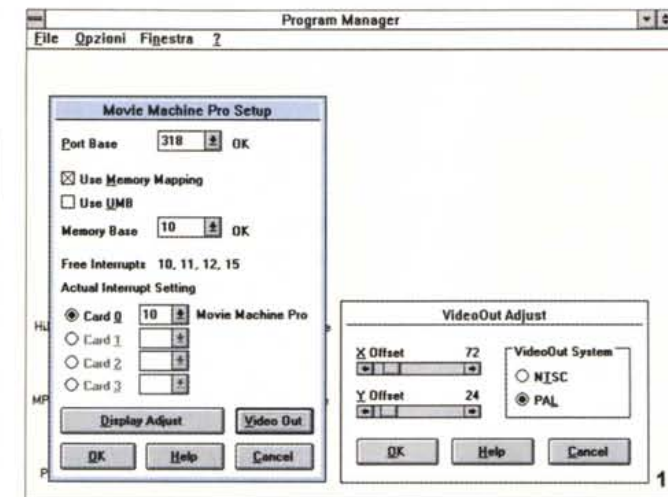 Program Manager
File Opzioni Finestra ?
Movie Machine Pro Setup
Port Base 318 OK
Use Memory Mapping
Use UMB
Memory Base 10 OK
Free Interrupts 10, 11, 12, 15
Actual Interrupt Setting
Card 0 10 Movie Machine Pro
Card 1
Card 2
Card 3
Display Adjust Video Out
OK Help Cancel
VideoOut Adjust
X Offset 72
Y Offset 24
VideoOut System
NTSC
PAL
OK Help Cancel
1